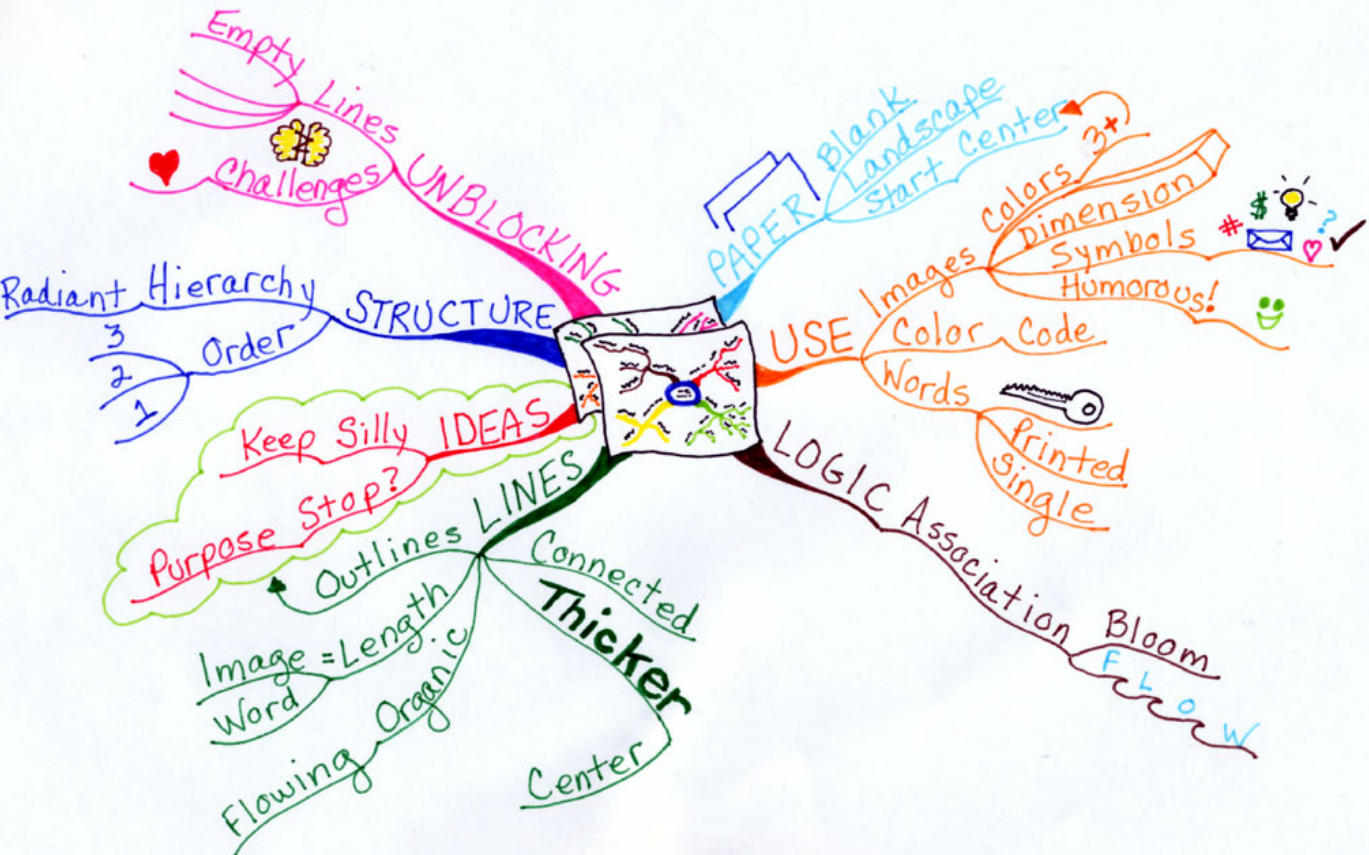 UNBLOCKING
Empty
Lines
Challenges
PAPER
Blank
Landscape
Start Center
USE
Images
Colors 3+
Dimension
Symbols
# $ ?
Humorous!
Color Code
Words
Printed
Single
LOGIC Association
Bloom
FLOW
LINES
Connected
Thicker
Center
Organic
Flowing
Length
Image =
Word
Outlines
IDEAS
Keep Silly
Purpose Stop?
STRUCTURE
Radiant Hierarchy
Order
3
2
1